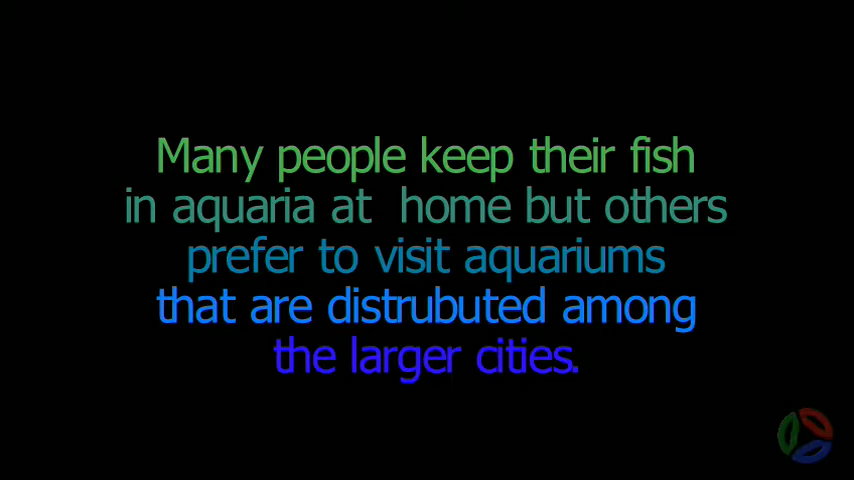 Many people keep their fish
in aquaria at  home but others
prefer to visit aquariums
that are distrubuted among
the larger cities.